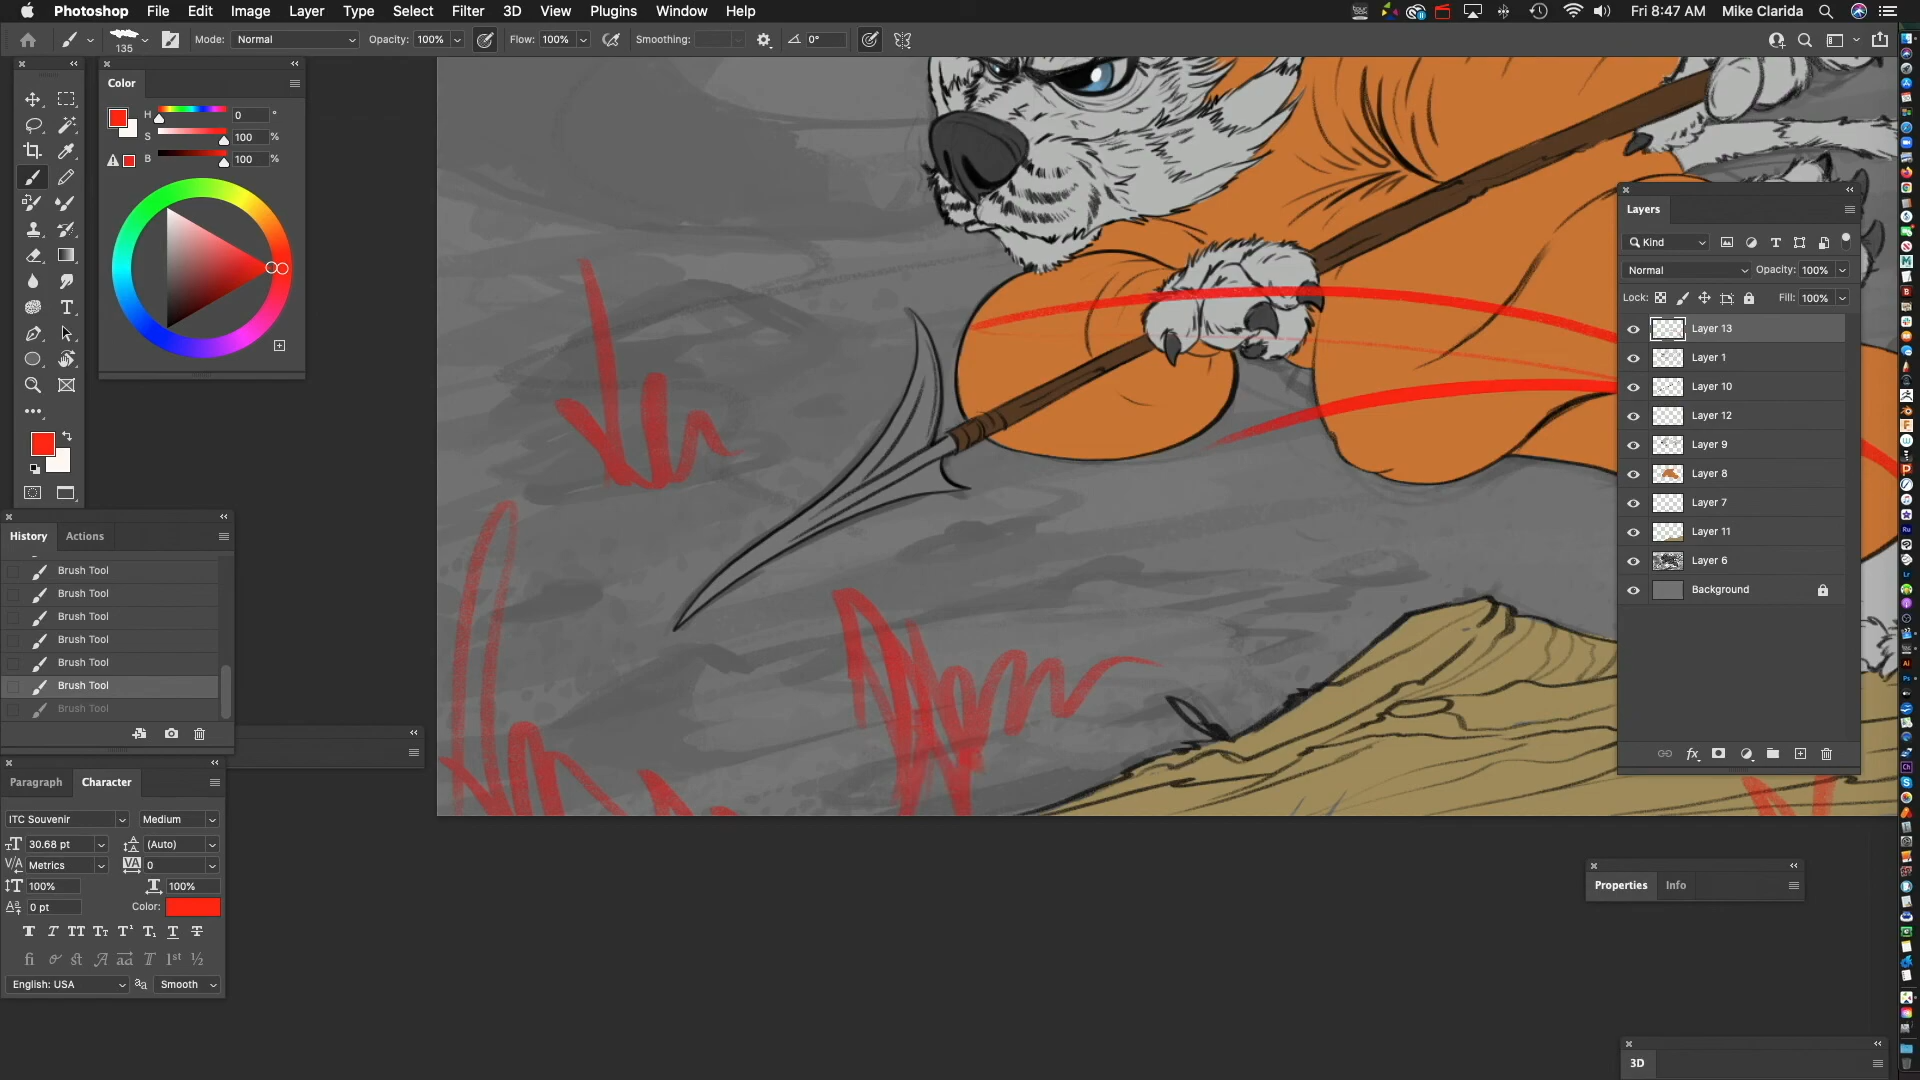 Photoshop File Edit Image Layer Type Select Filter 3D View Plugins Window Help Fri 8:47 AM Mike Clarida
135 Mode: Normal Opacity: 100% Flow: 100% Smoothing: 0°
Color
H 0 °
S 100 %
B 100 %
Layers
Kind
Normal Opacity: 100%
Lock: Fill: 100%
Layer 13
Layer 1
Layer 10
Layer 12
Layer 9
Layer 8
Layer 7
Layer 11
Layer 6
Background
History Actions
Brush Tool
Brush Tool
Brush Tool
Brush Tool
Brush Tool
Brush Tool
Brush Tool
Paragraph Character
ITC Souvenir Medium
30.68 pt (Auto)
Metrics 0
100% 100%
0 pt Color:
English: USA Smooth
Properties Info
3D